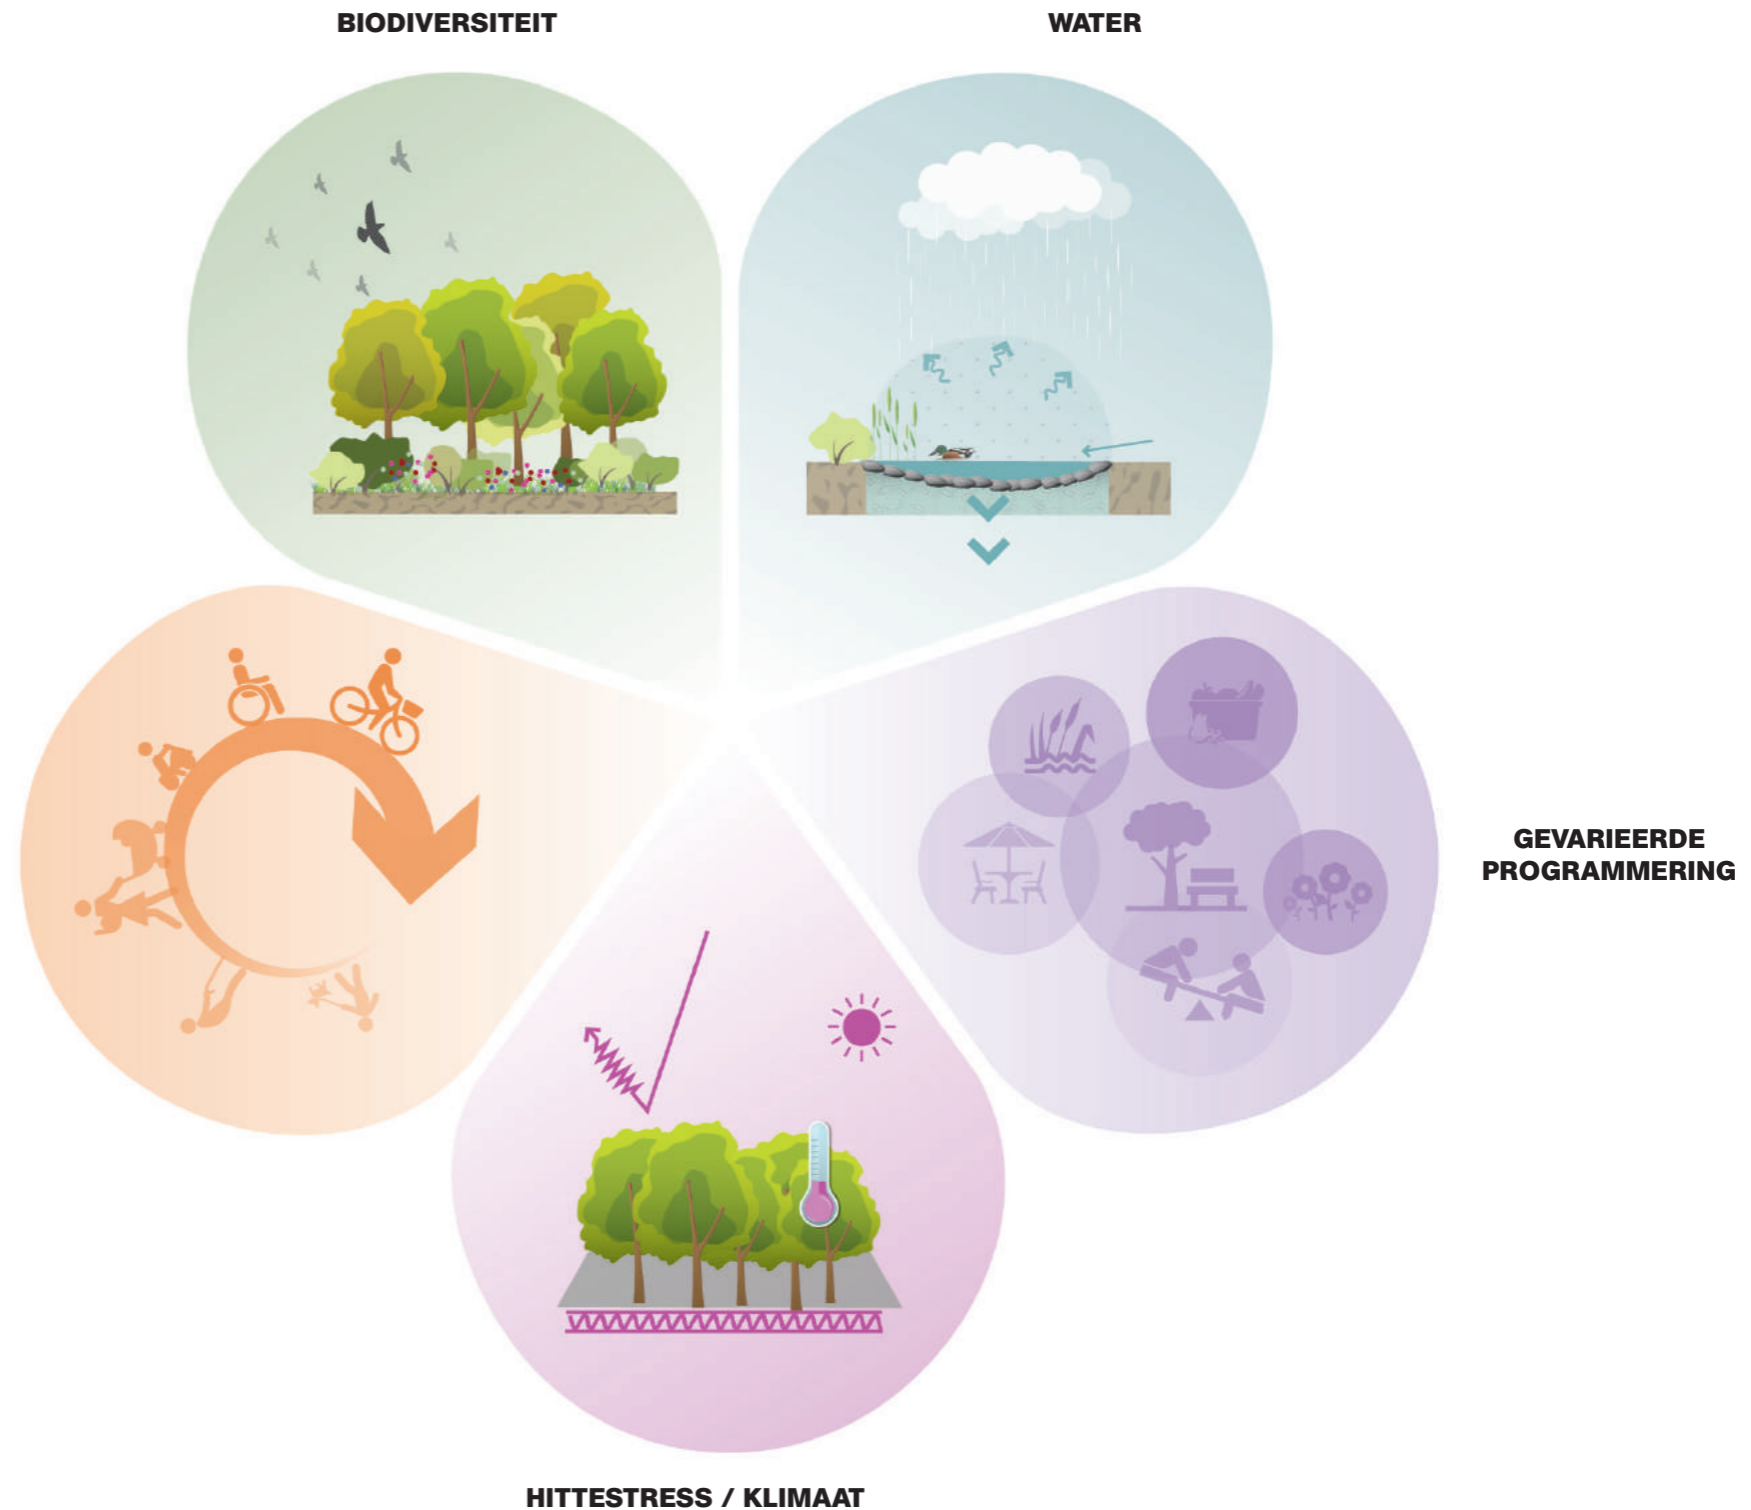 BIODIVERSITEIT
WATER
GEVARIEERDE
PROGRAMMERING
HITTESTRESS / KLIMAAT